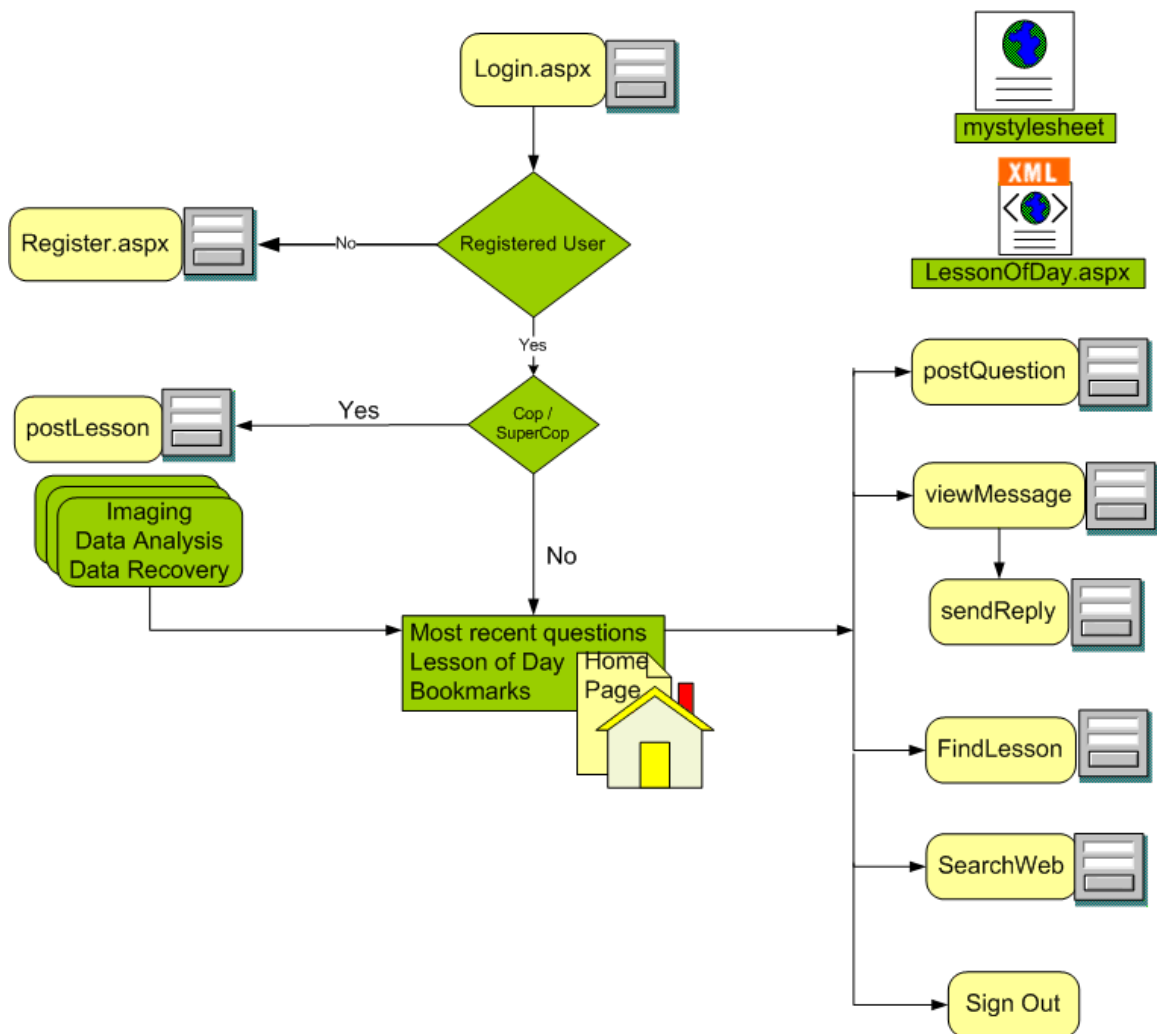 Login.aspx
mystylesheet
XML
LessonOfDay.aspx
Register.aspx
No
Registered User
Yes
postQuestion
postLesson
Yes
Cop /
SuperCop
viewMessage
Imaging
Data Analysis
Data Recovery
No
sendReply
Most recent questions
Lesson of Day
Bookmarks
Home
Page
FindLesson
SearchWeb
Sign Out